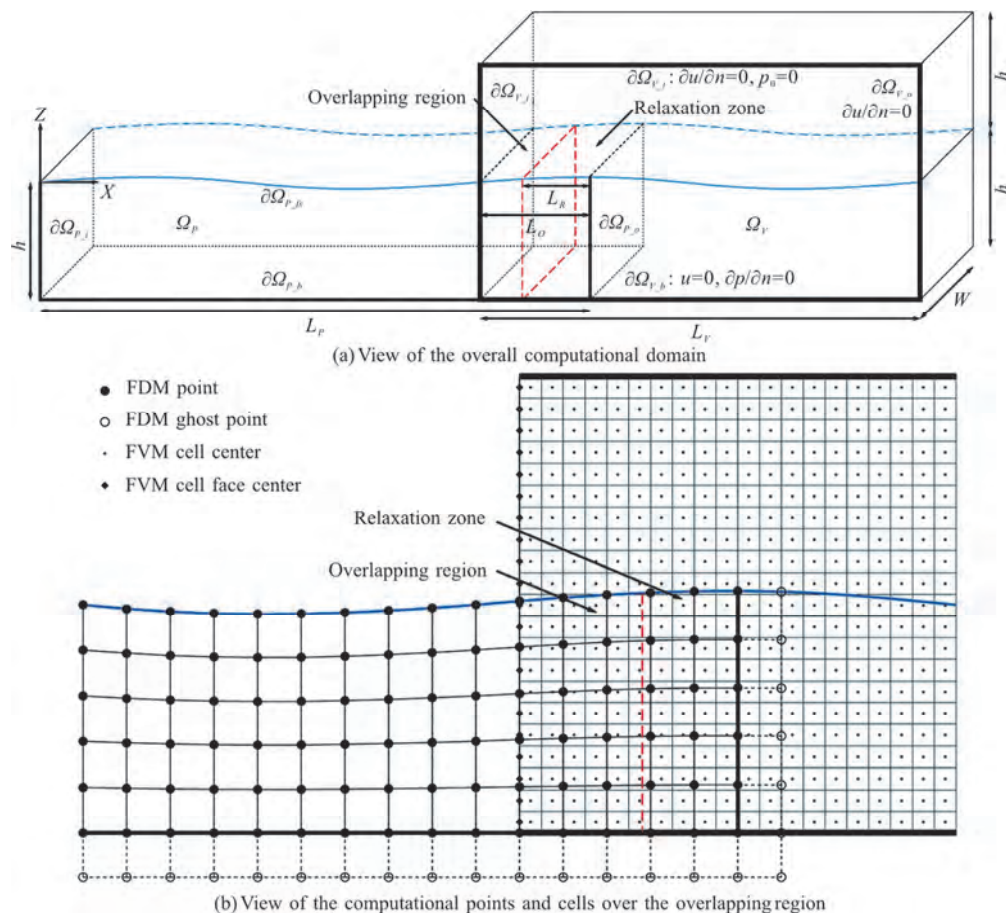 h
∂Ω_{V_t}: ∂u/∂n=0, p_0=0
∂Ω_{V_i}
∂Ω_{V_o}
∂u/∂n=0
Overlapping region
Relaxation zone
Z
X
∂Ω_{P_fs}
L_R
h
∂Ω_{P_i}
Ω_P
L_O
∂Ω_{P_o}
Ω_V
h
∂Ω_{P_b}
∂Ω_{V_b}: u=0, ∂p/∂n=0
W
L_P
L_V
(a) View of the overall computational domain
FDM point
FDM ghost point
FVM cell center
FVM cell face center
Relaxation zone
Overlapping region
(b) View of the computational points and cells over the overlapping region